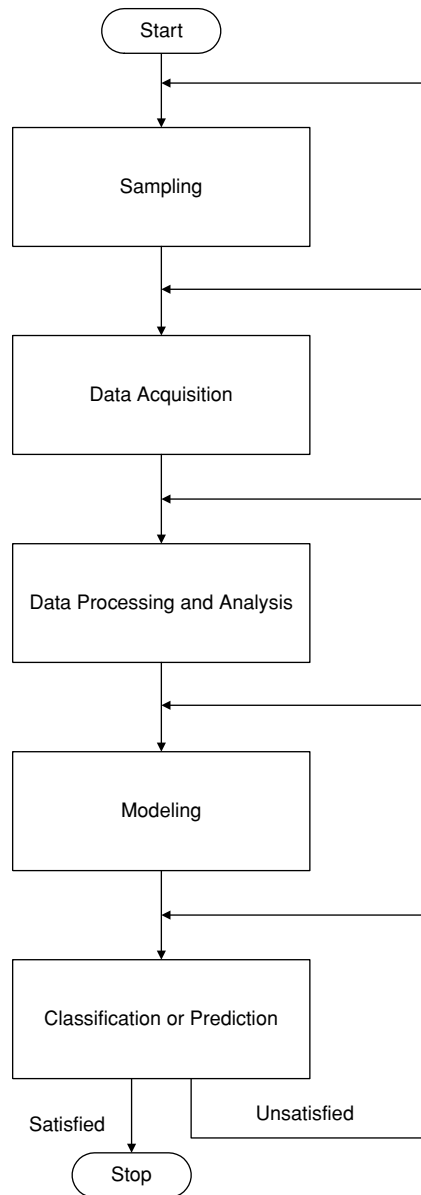 Start
Sampling
Data Acquisition
Data Processing and Analysis
Modeling
Classification or Prediction
Satisfied
Unsatisfied
Stop